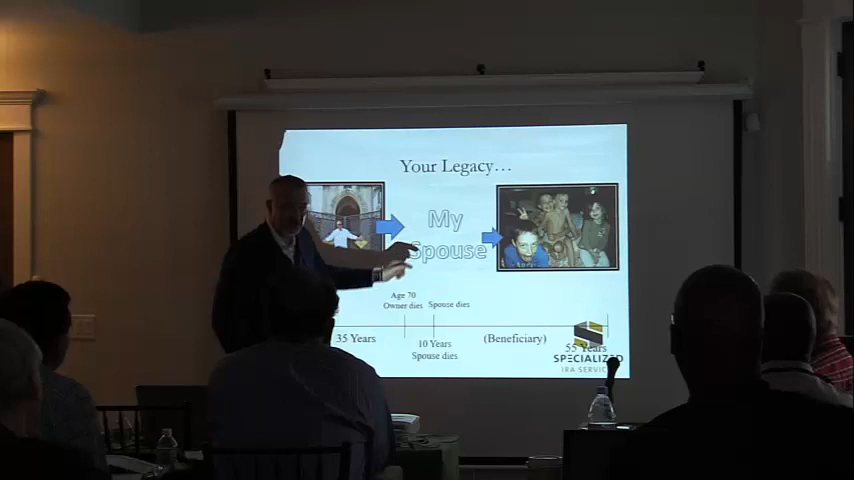 Your Legacy...
My
Spouse
Age 70
Owner dies
Spouse dies
35 Years
10 Years
Spouse dies
(Beneficiary)
55 Years
SPECIALIZED
IRA SERVICES